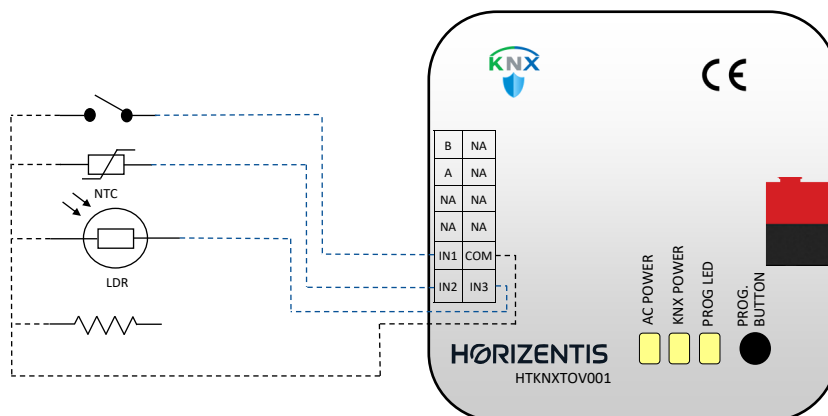 KNX
CE
NTC
LDR
B NA
A NA
NA NA
NA NA
IN1 COM
IN2 IN3
AC POWER
KNX POWER
PROG LED
PROG.
BUTTON
HORIZENTIS
HTKNXTOV001